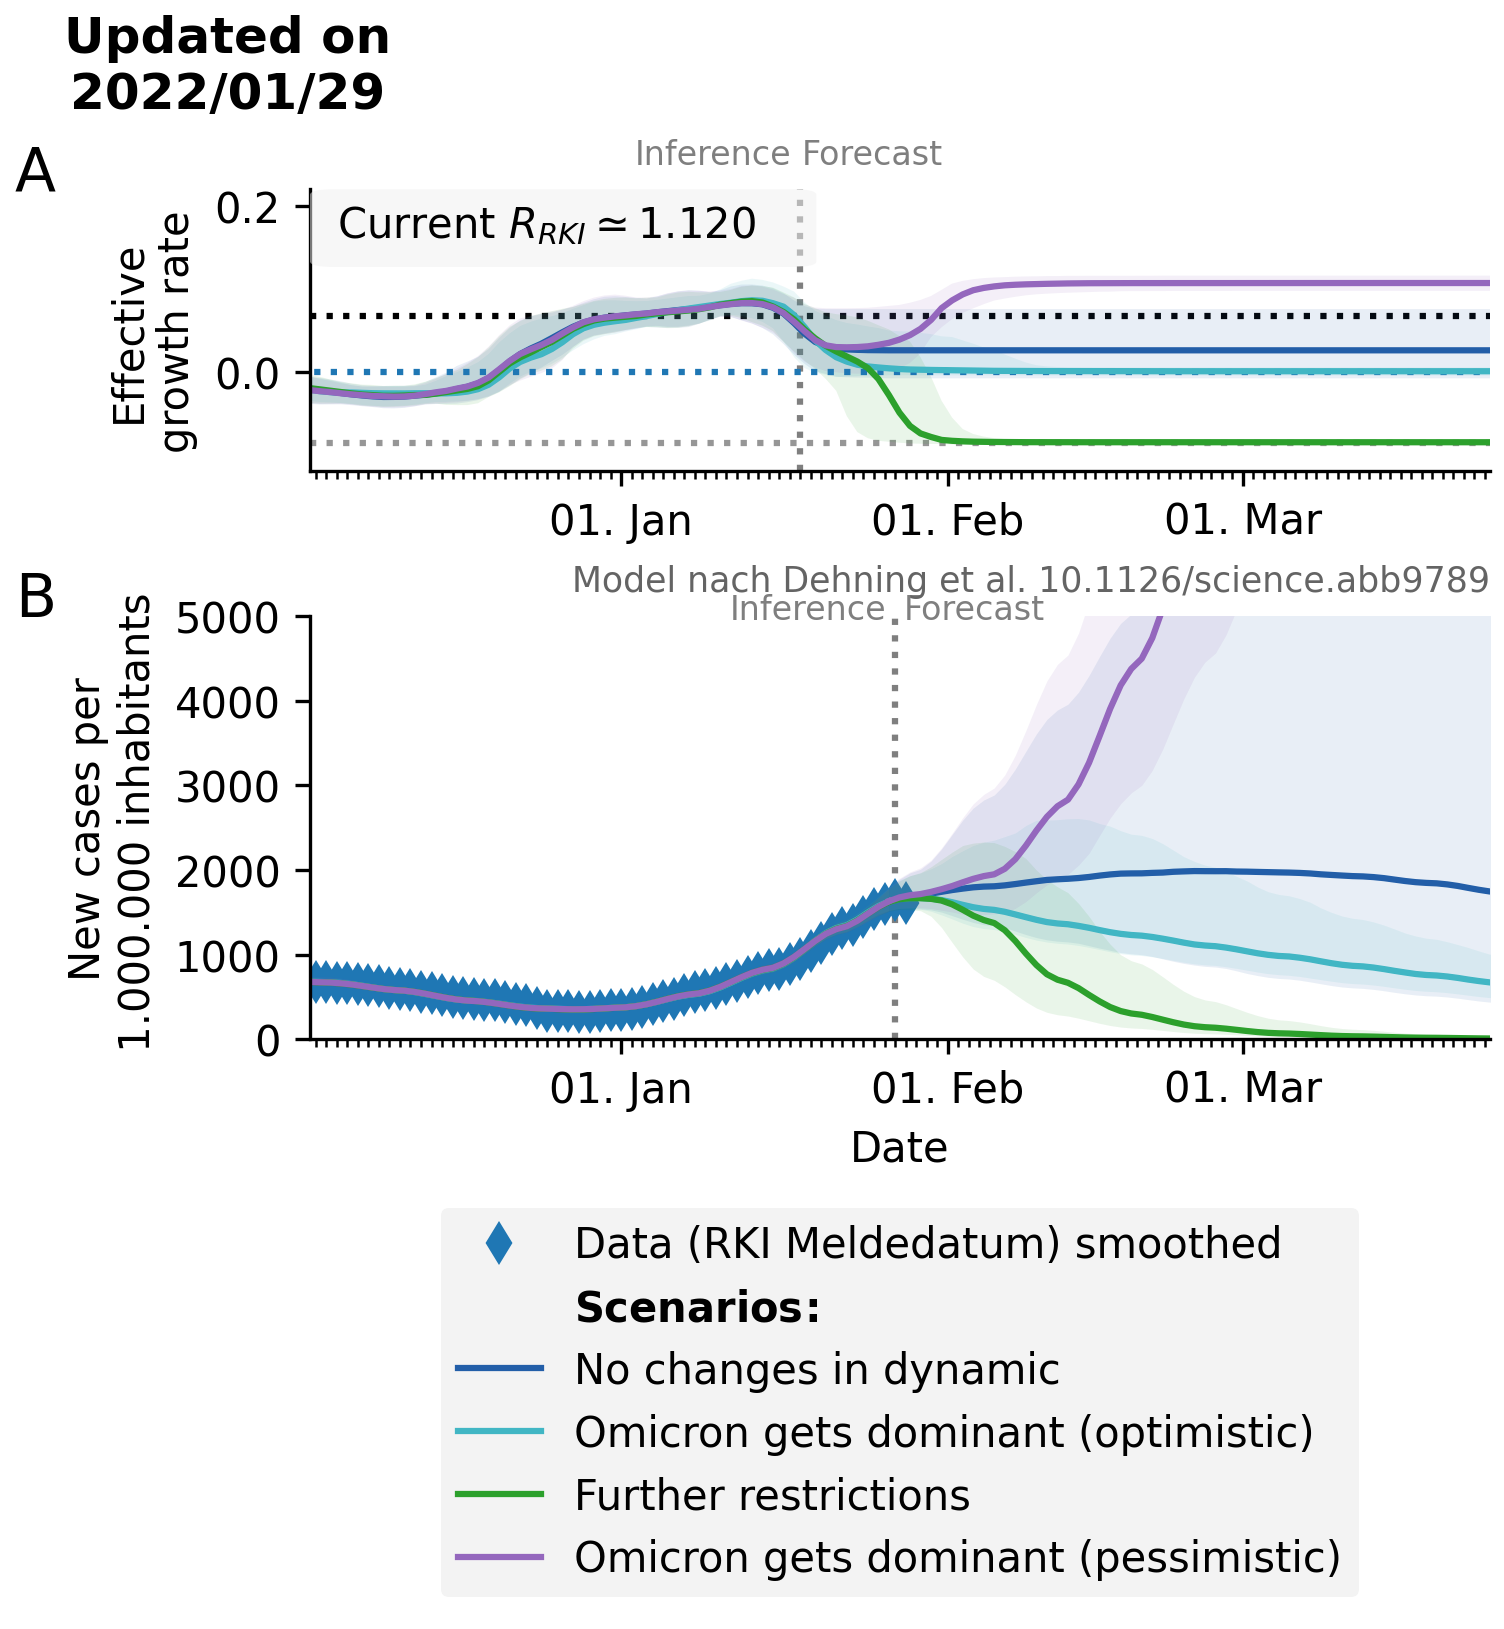 Updated on
2022/01/29
A
Inference Forecast
Effective
growth rate
Current R_RKI ≃ 1.120
0.2
0.0
01. Jan
01. Feb
01. Mar
B
Model nach Dehning et al. 10.1126/science.abb9789
Inference Forecast
New cases per
1.000.000 inhabitants
5000
4000
3000
2000
1000
0
01. Jan
01. Feb
01. Mar
Date
Data (RKI Meldedatum) smoothed
Scenarios:
No changes in dynamic
Omicron gets dominant (optimistic)
Further restrictions
Omicron gets dominant (pessimistic)